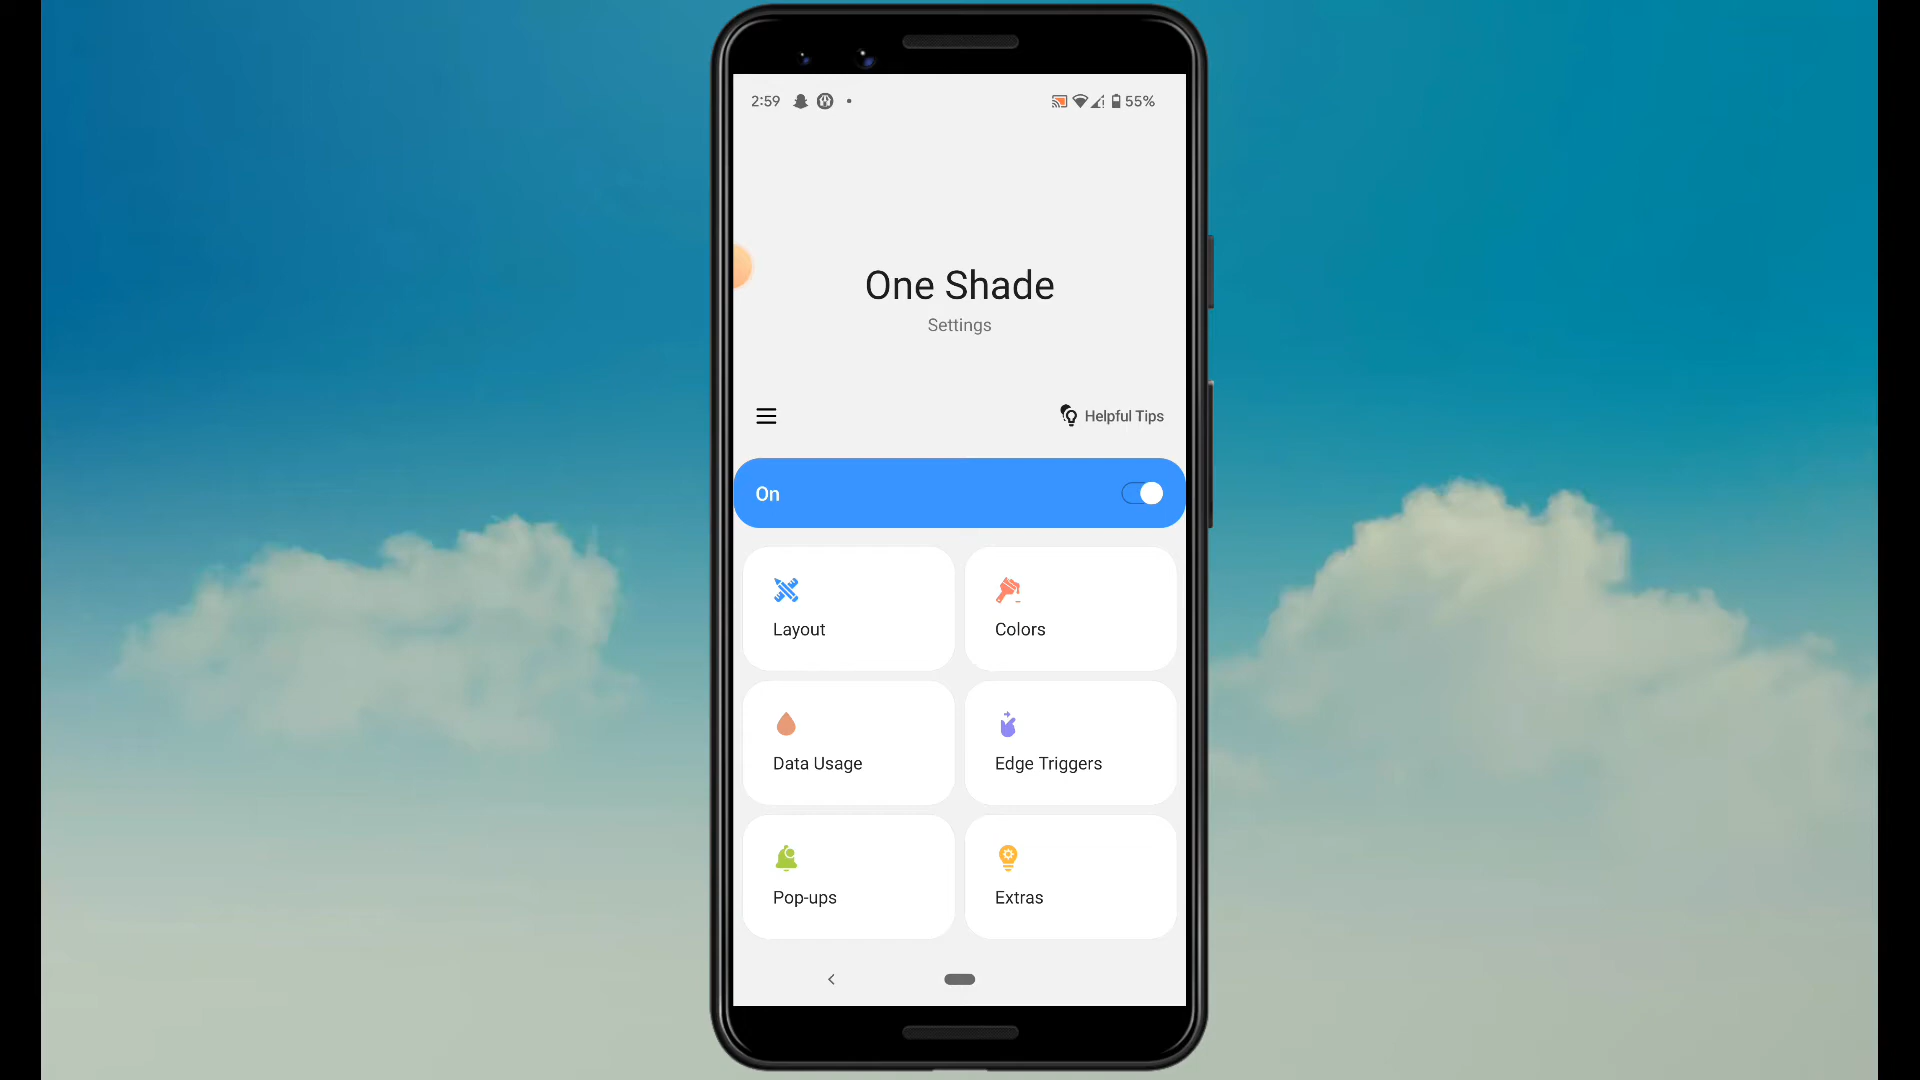 2:59
55%
One Shade
Settings
Helpful Tips
On
Layout
Colors
Data Usage
Edge Triggers
Pop-ups
Extras